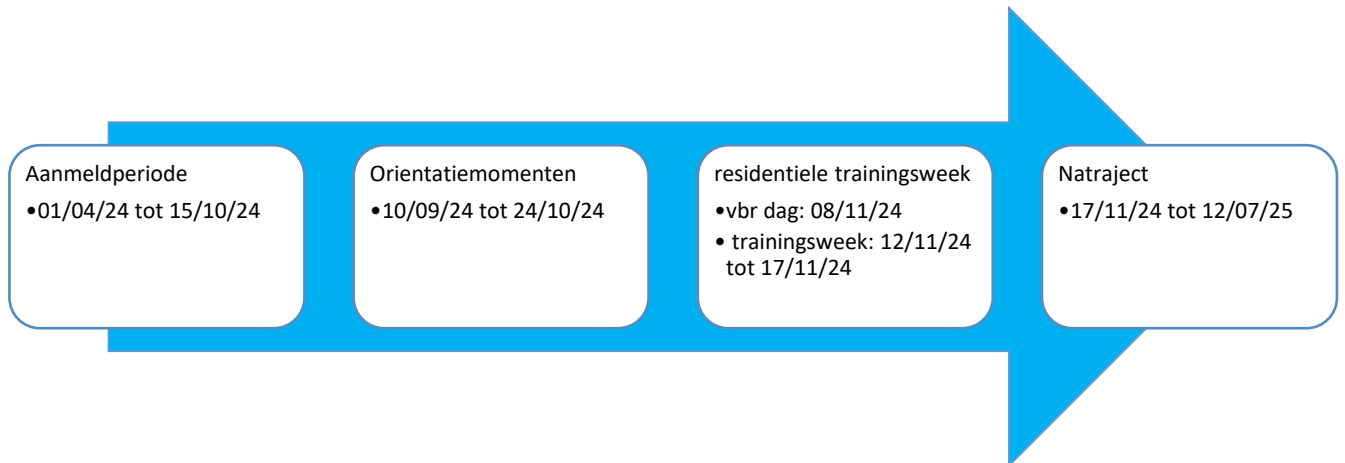 Aanmeldperiode
•01/04/24 tot 15/10/24
Orientatiemomenten
•10/09/24 tot 24/10/24
residentiele trainingsweek
•vbr dag: 08/11/24
• trainingsweek: 12/11/24
tot 17/11/24
Natraject
•17/11/24 tot 12/07/25